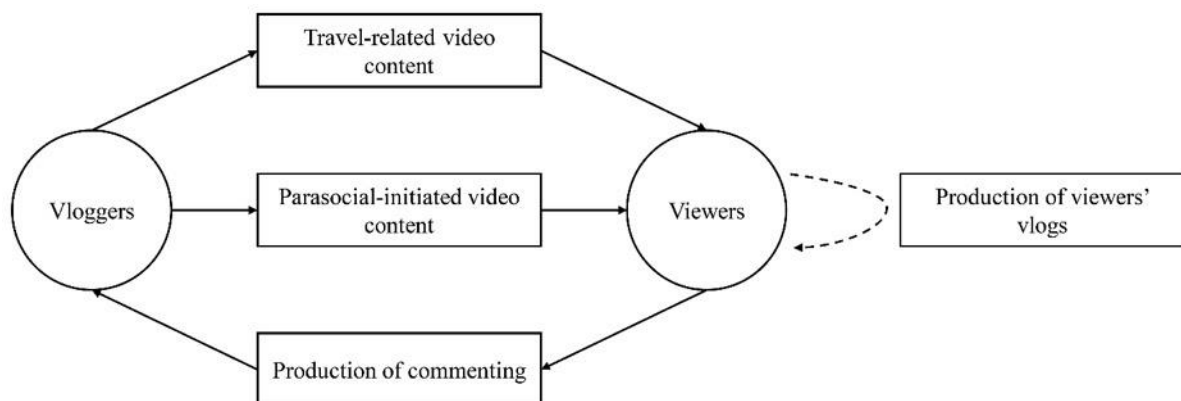 Travel-related video
content
Vloggers
Parasocial-initiated video
content
Viewers
Production of viewers’
vlogs
Production of commenting